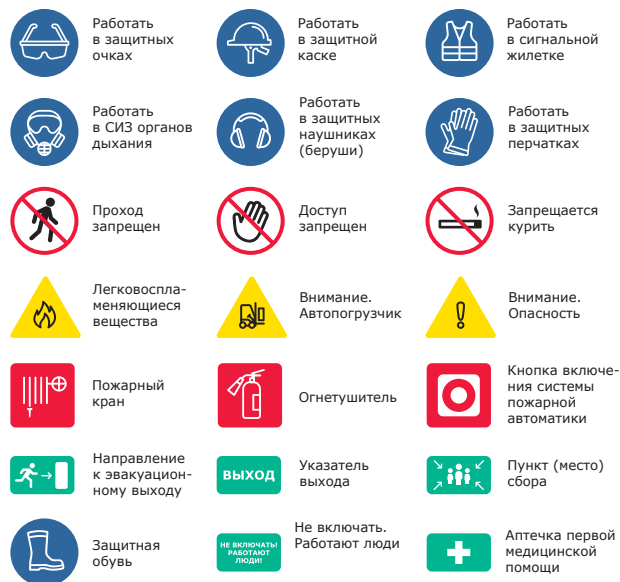 Работать
в защитных
очках
Работать
в защитной
каске
Работать
в сигнальной
жилетке
Работать
в СИЗ органов
дыхания
Работать
в защитных
наушниках
(беруши)
Работать
в защитных
перчатках
Проход
запрещен
Доступ
запрещен
Запрещается
курить
Легковоспла-
меняющиеся
вещества
Внимание.
Автопогрузчик
Внимание.
Опасность
Пожарный
кран
Огнетушитель
Кнопка включе-
ния системы
пожарной
автоматики
Направление
к эвакуацион-
ному выходу
ВЫХОД
Указатель
выхода
Пункт (место)
сбора
Защитная
обувь
НЕ ВКЛЮЧАТЬ!
РАБОТАЮТ
ЛЮДИ!
Не включать.
Работают люди
Аптечка первой
медицинской
помощи